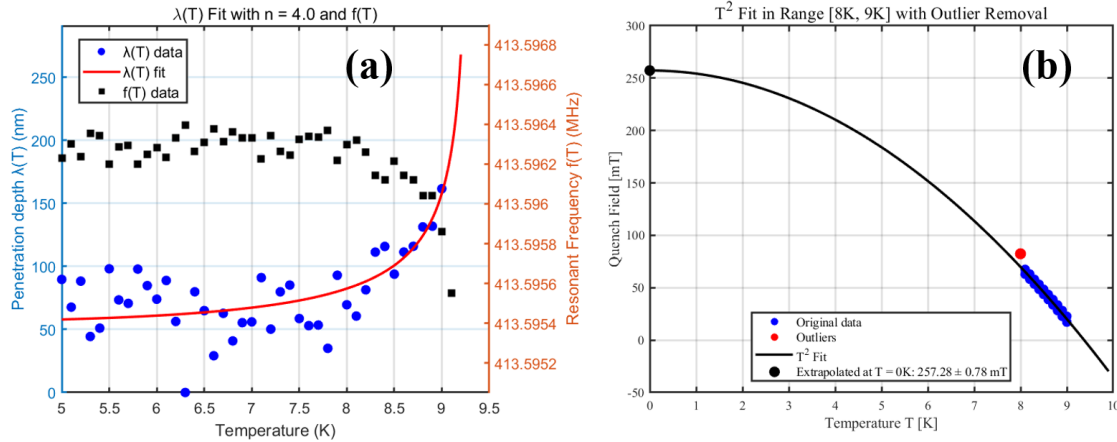 λ(T) Fit with n = 4.0 and f(T)
(a)
λ(T) data
λ(T) fit
f(T) data
Penetration depth λ(T) (nm)
250
200
150
100
50
0
5
5.5
6
6.5
7
7.5
8
8.5
9
9.5
Temperature (K)
413.5968
413.5966
413.5964
413.5962
413.596
413.5958
413.5956
413.5954
413.5952
Resonant Frequency f(T) (MHz)
T² Fit in Range [8K, 9K] with Outlier Removal
(b)
Quench Field [mT]
300
250
200
150
100
50
0
-50
0
1
2
3
4
5
6
7
8
9
10
Temperature T [K]
Original data
Outliers
T² Fit
Extrapolated at T = 0K: 257.28 ± 0.78 mT